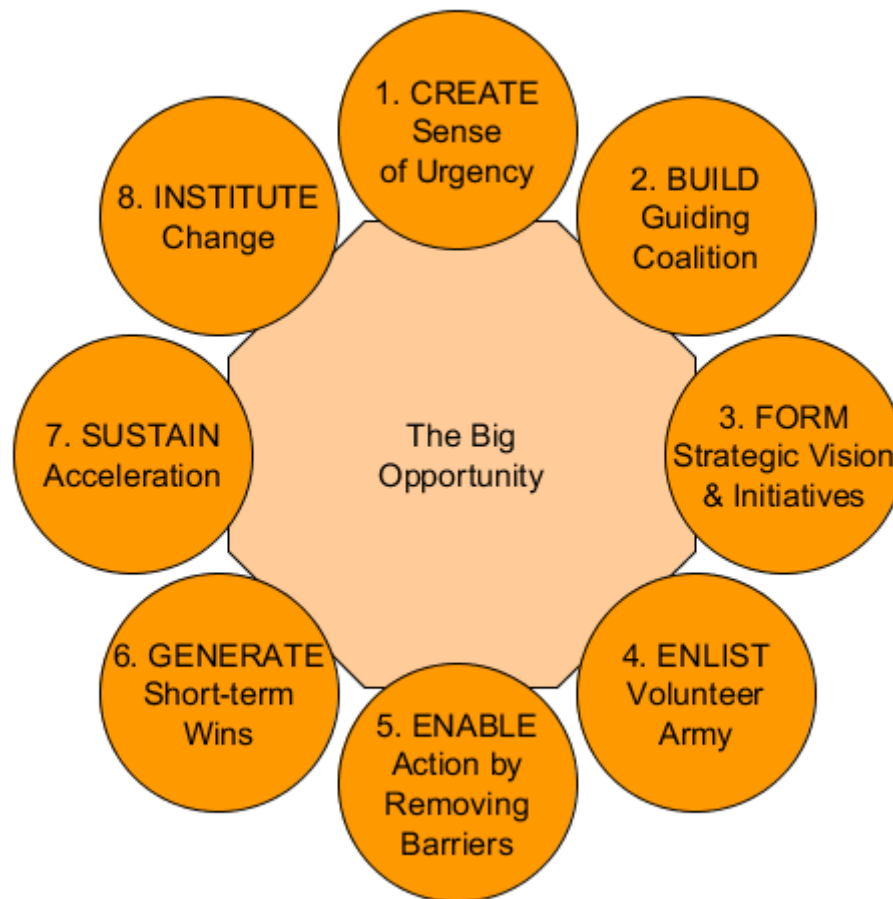 1. CREATE
Sense
of Urgency
2. BUILD
Guiding
Coalition
3. FORM
Strategic Vision
& Initiatives
4. ENLIST
Volunteer
Army
5. ENABLE
Action by
Removing
Barriers
6. GENERATE
Short-term
Wins
7. SUSTAIN
Acceleration
8. INSTITUTE
Change
The Big
Opportunity